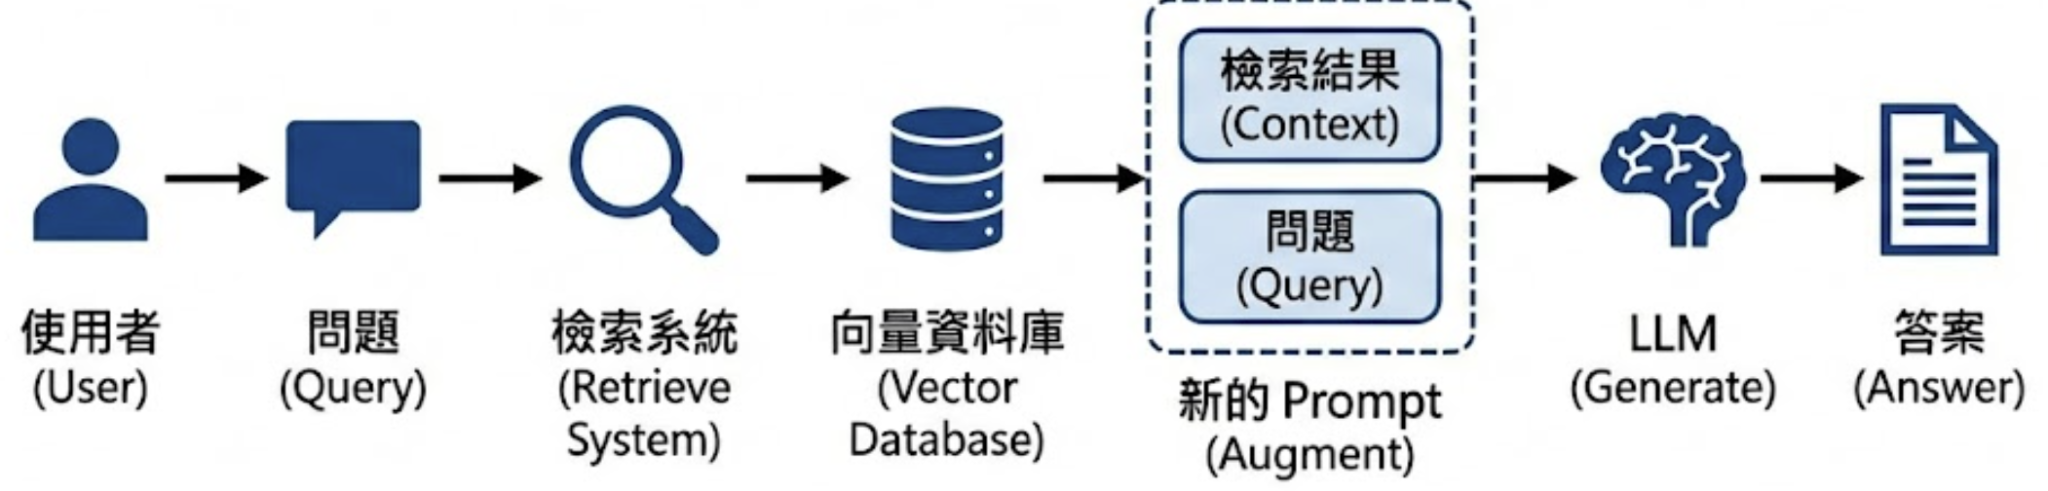 使用者
(User)
問題
(Query)
檢索系統
(Retrieve
System)
向量資料庫
(Vector
Database)
檢索結果
(Context)
問題
(Query)
新的 Prompt
(Augment)
LLM
(Generate)
答案
(Answer)